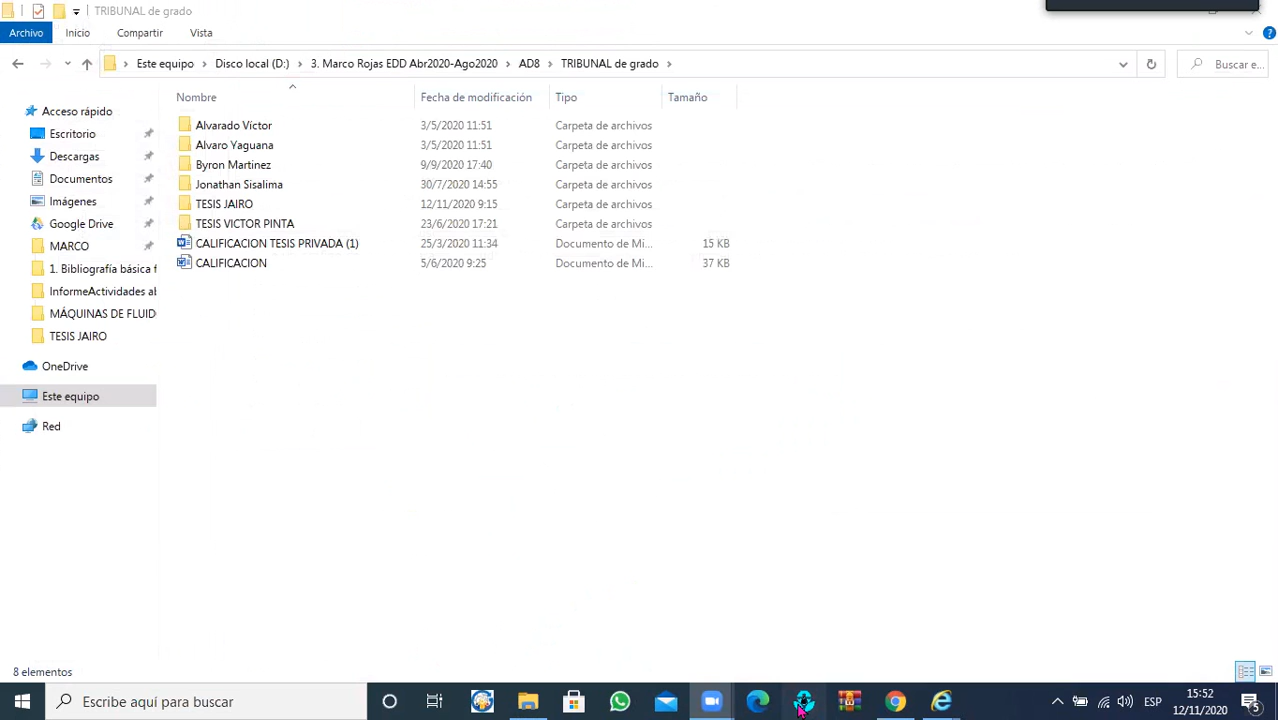 TRIBUNAL de grado
Archivo Inicio Compartir Vista
Este equipo Disco local (D:) 3. Marco Rojas EDD Abr2020-Ago2020 AD8 TRIBUNAL de grado Buscar e...
Nombre Fecha de modificación Tipo Tamaño
Acceso rápido
Escritorio
Descargas
Documentos
Imágenes
Google Drive
MARCO
1. Bibliografía básica f
InformeActividades ab
MÁQUINAS DE FLUID
TESIS JAIRO
OneDrive
Este equipo
Red
Alvarado Víctor 3/5/2020 11:51 Carpeta de archivos
Alvaro Yaguana 3/5/2020 11:51 Carpeta de archivos
Byron Martinez 9/9/2020 17:40 Carpeta de archivos
Jonathan Sisalima 30/7/2020 14:55 Carpeta de archivos
TESIS JAIRO 12/11/2020 9:15 Carpeta de archivos
TESIS VICTOR PINTA 23/6/2020 17:21 Carpeta de archivos
CALIFICACION TESIS PRIVADA (1) 25/3/2020 11:34 Documento de Mi... 15 KB
CALIFICACION 5/6/2020 9:25 Documento de Mi... 37 KB
8 elementos
Escribe aquí para buscar
ESP
15:52
12/11/2020
5